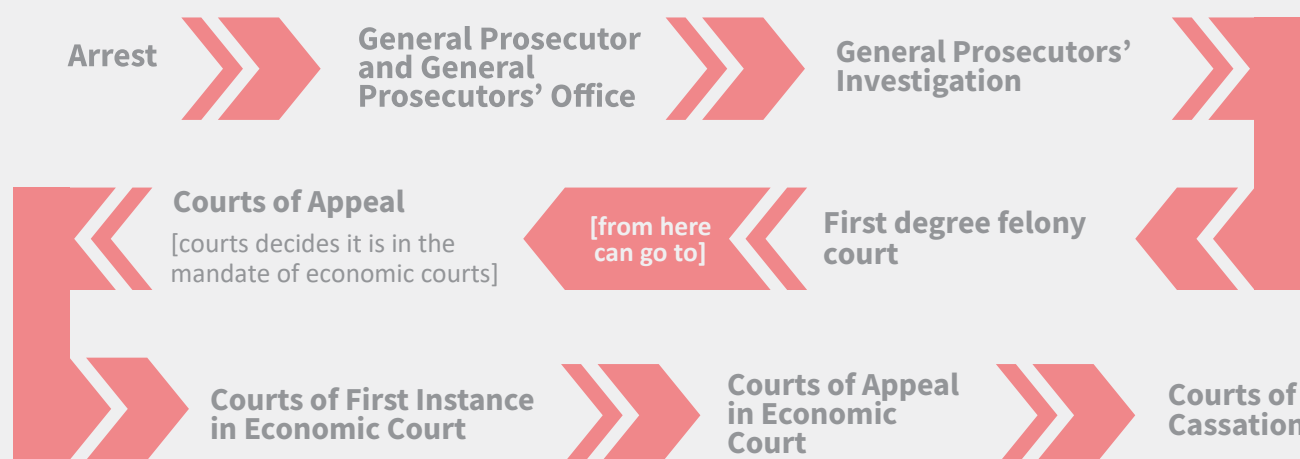 Arrest
General Prosecutor
and General
Prosecutors’ Office
General Prosecutors’
Investigation
First degree felony
court
[from here
can go to]
Courts of Appeal
[courts decides it is in the
mandate of economic courts]
Courts of First Instance
in Economic Court
Courts of Appeal
in Economic
Court
Courts of
Cassation